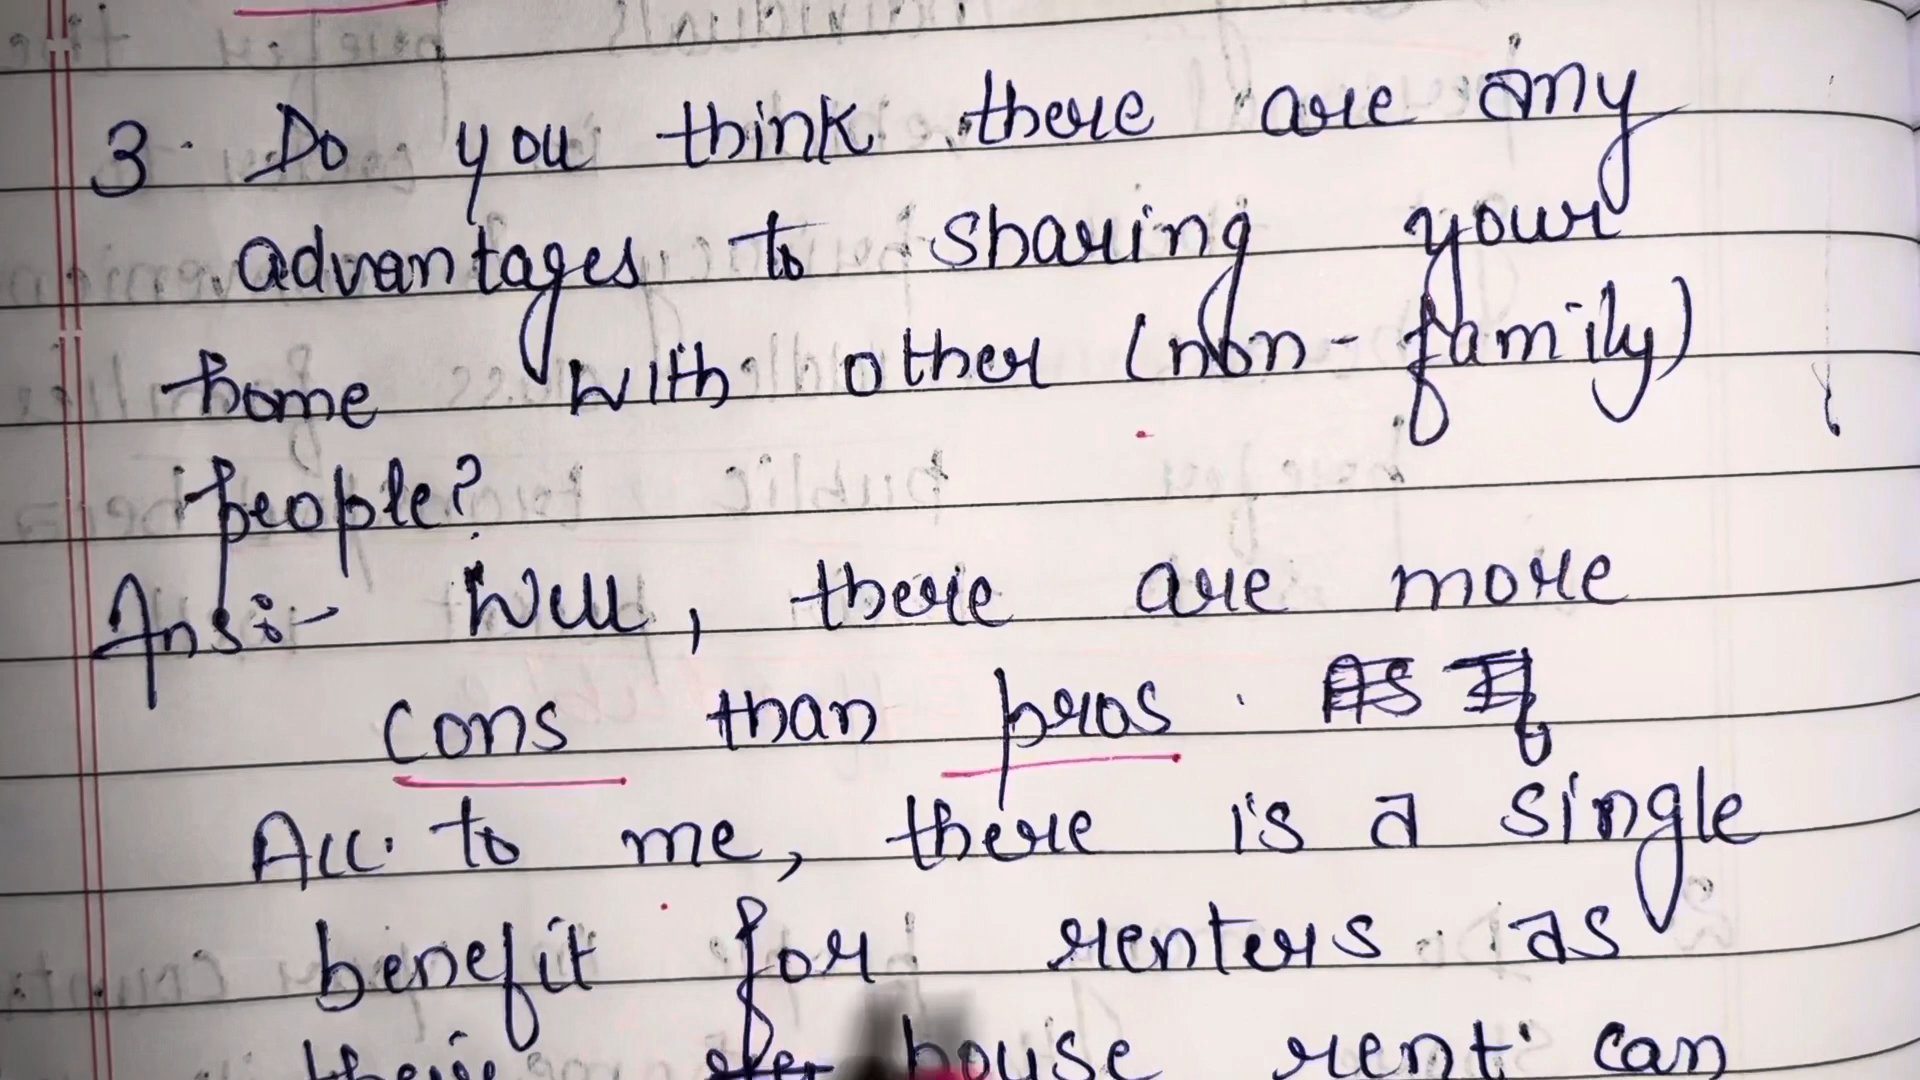 3. Do you think there are any
advantages to sharing your
home with other (non-family)
people?
Ans:- Well, there are more
cons than pros.
Acc. to me, there is a single
benefit for renters as
their house rent can